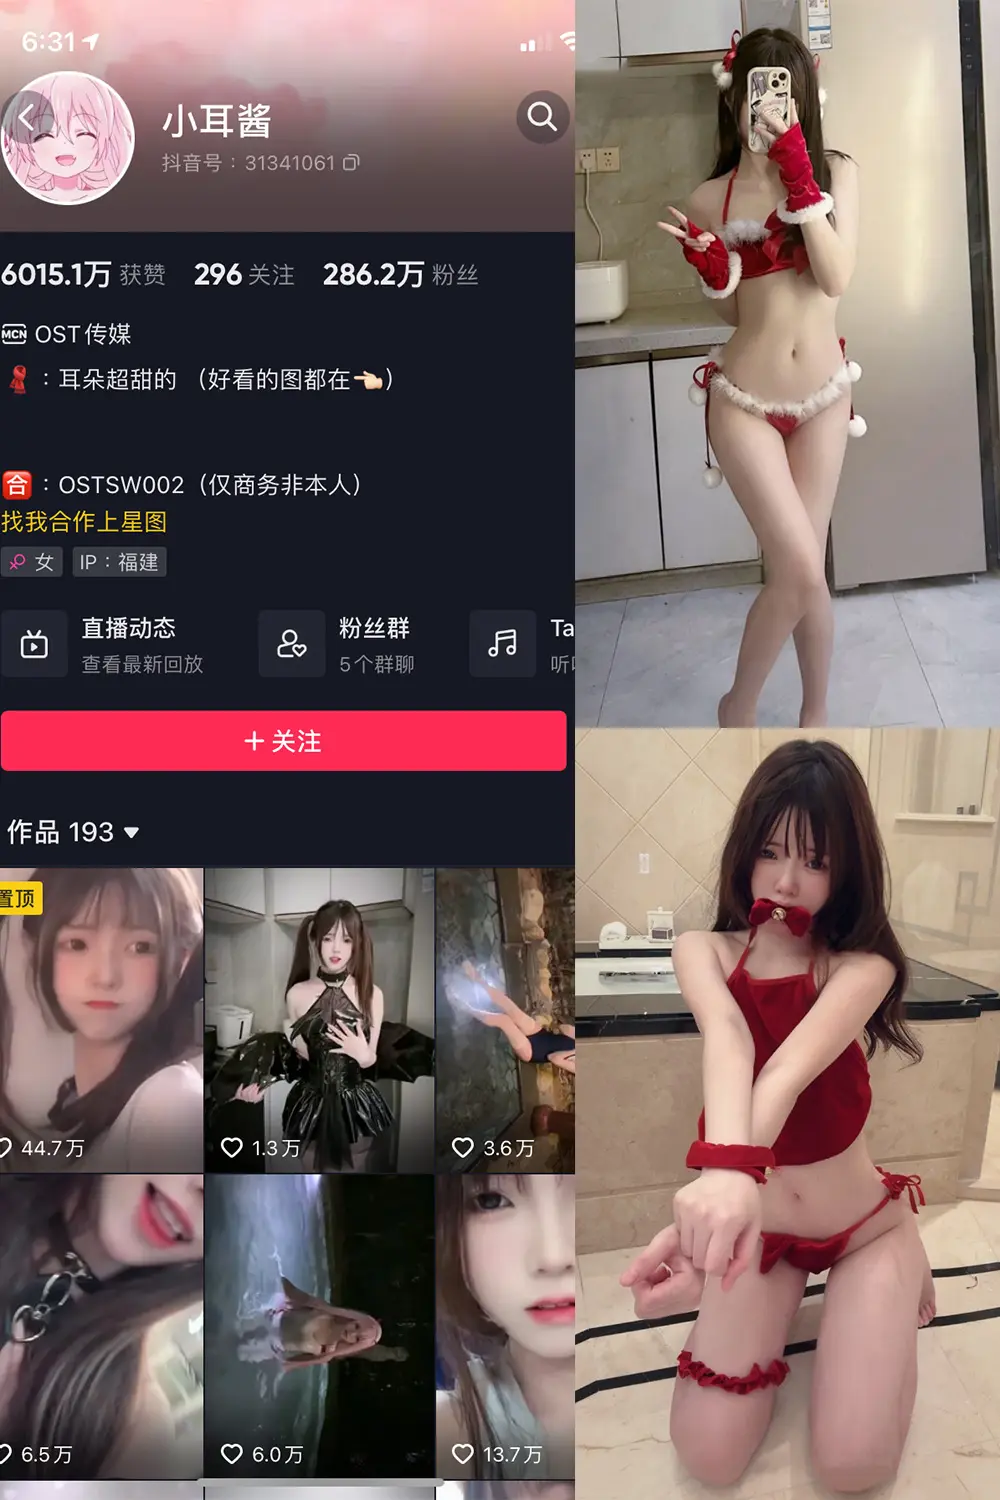 6:31
小耳酱
抖音号：31341061
6015.1万 获赞 296 关注 286.2万 粉丝
MCN OST传媒
：耳朵超甜的 （好看的图都在👈🏻）
合：OSTSW002（仅商务非本人）
找我合作上星图
女 IP：福建
直播动态
查看最新回放
粉丝群
5个群聊
Ta
听
+ 关注
作品 193
置顶
44.7万
1.3万
3.6万
6.5万
6.0万
13.7万